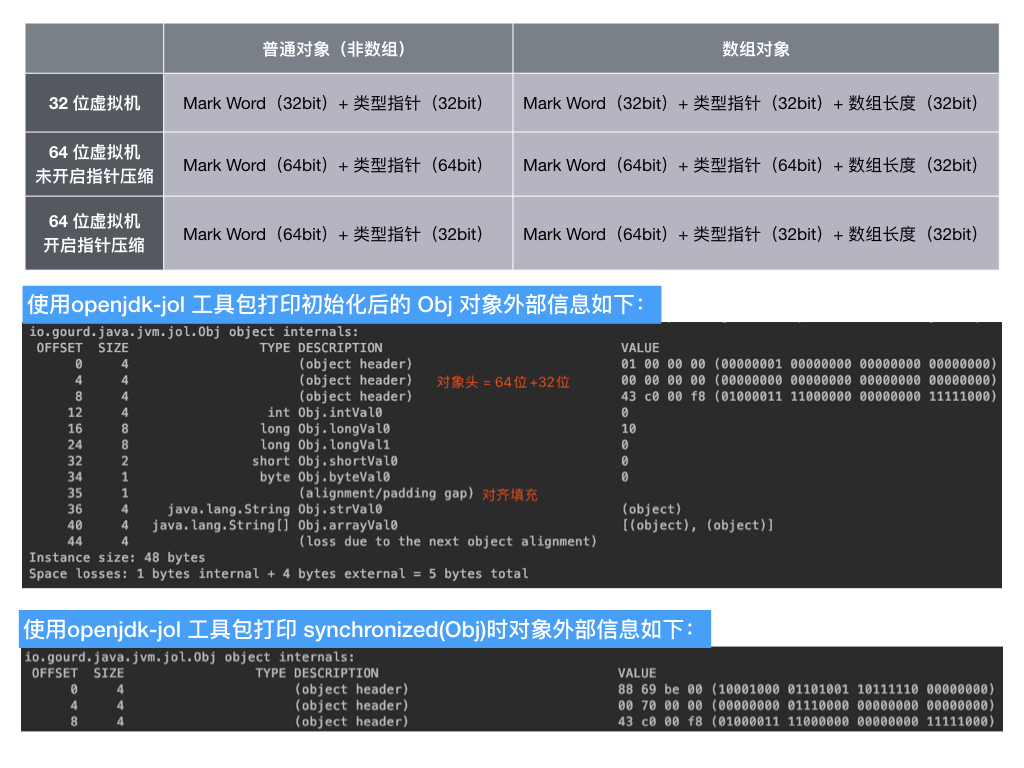 普通对象（非数组） 数组对象
32 位虚拟机 Mark Word（32bit）+ 类型指针（32bit） Mark Word（32bit）+ 类型指针（32bit）+ 数组长度（32bit）
64 位虚拟机
未开启指针压缩 Mark Word（64bit）+ 类型指针（64bit） Mark Word（64bit）+ 类型指针（64bit）+ 数组长度（32bit）
64 位虚拟机
开启指针压缩 Mark Word（64bit）+ 类型指针（32bit） Mark Word（64bit）+ 类型指针（32bit）+ 数组长度（32bit）
使用openjdk-jol 工具包打印初始化后的 Obj 对象外部信息如下：
io.gourd.java.jvm.jol.Obj object internals:
OFFSET SIZE TYPE DESCRIPTION VALUE
0 4 (object header) 01 00 00 00 (00000001 00000000 00000000 00000000)
4 4 (object header) 对象头 = 64位+32位 00 00 00 00 (00000000 00000000 00000000 00000000)
8 4 (object header) 43 c0 00 f8 (01000011 11000000 00000000 11111000)
12 4 int Obj.intVal0 0
16 8 long Obj.longVal0 10
24 8 long Obj.longVal1 0
32 2 short Obj.shortVal0 0
34 1 byte Obj.byteVal0 0
35 1 (alignment/padding gap) 对齐填充
36 4 java.lang.String Obj.strVal0 (object)
40 4 java.lang.String[] Obj.arrayVal0 [(object), (object)]
44 4 (loss due to the next object alignment)
Instance size: 48 bytes
Space losses: 1 bytes internal + 4 bytes external = 5 bytes total
使用openjdk-jol 工具包打印 synchronized(Obj)时对象外部信息如下：
io.gourd.java.jvm.jol.Obj object internals:
OFFSET SIZE TYPE DESCRIPTION VALUE
0 4 (object header) 88 69 be 00 (10001000 01101001 10111110 00000000)
4 4 (object header) 00 70 00 00 (00000000 01110000 00000000 00000000)
8 4 (object header) 43 c0 00 f8 (01000011 11000000 00000000 11111000)